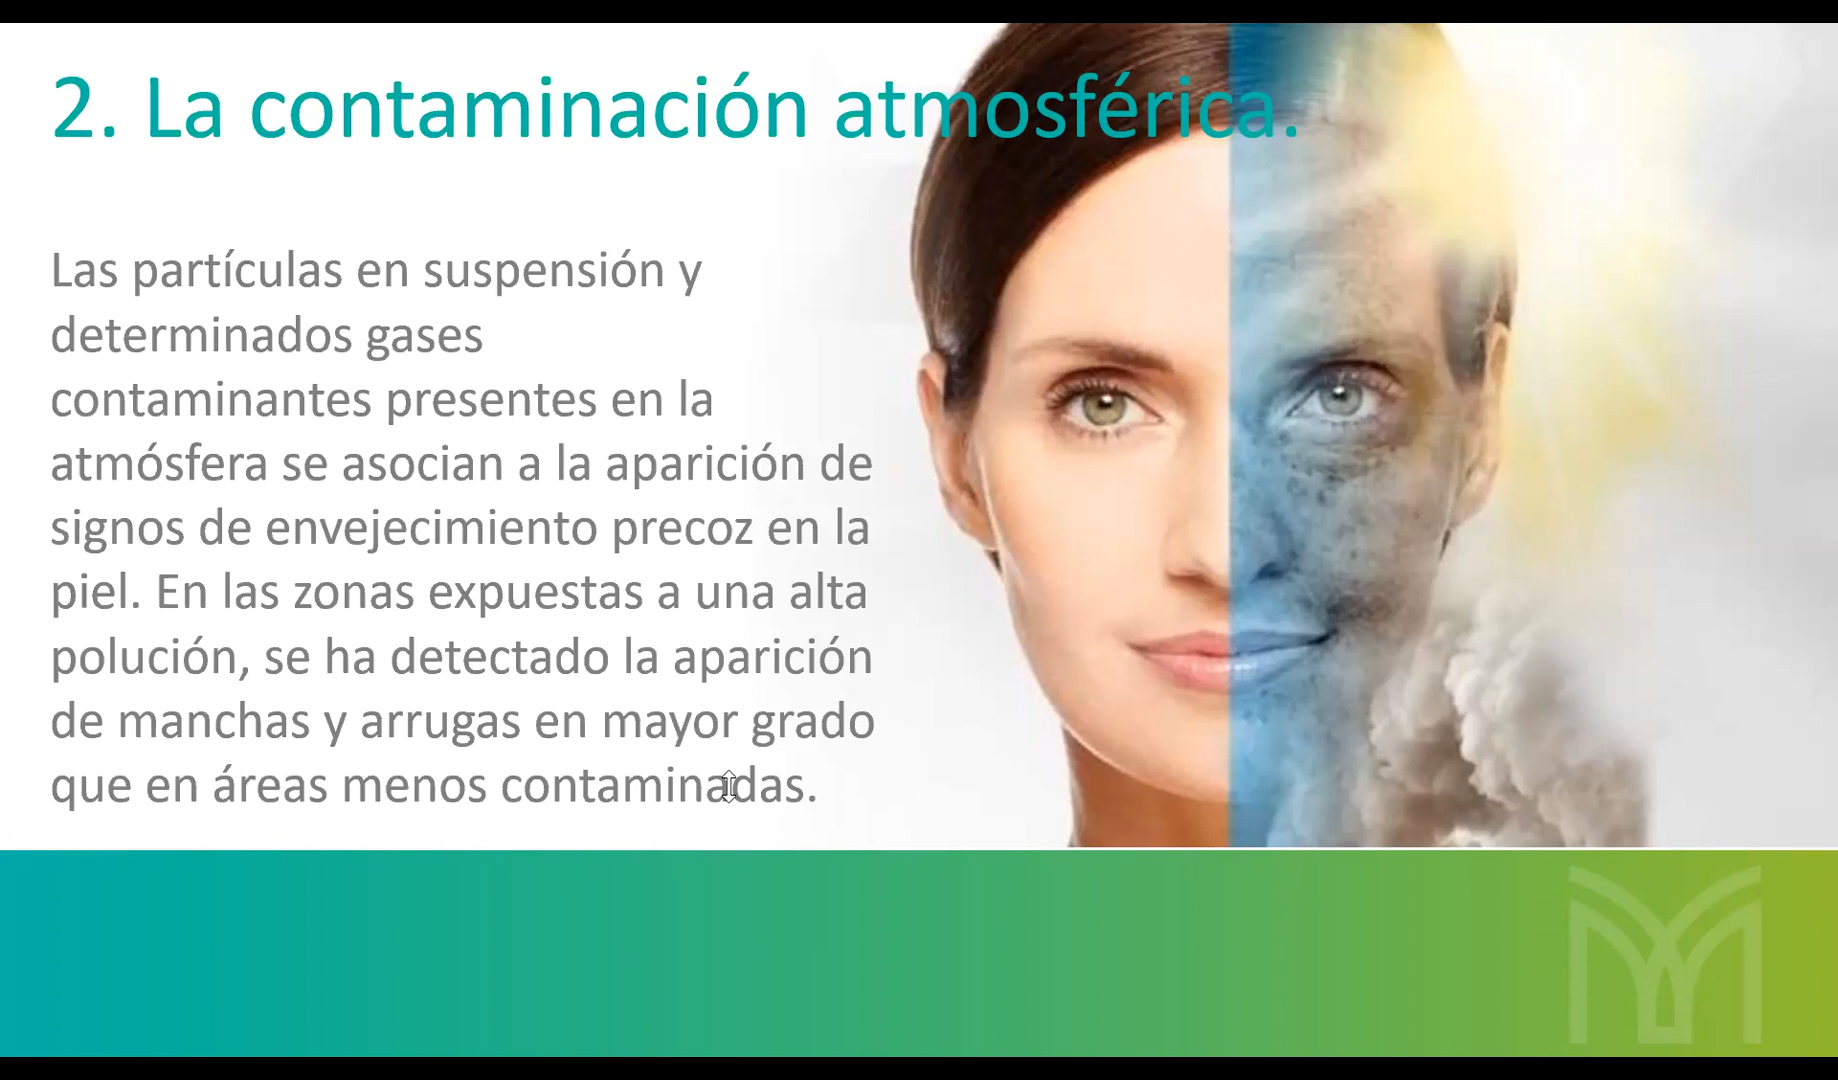 2. La contaminación atmosférica.
Las partículas en suspensión y
determinados gases
contaminantes presentes en la
atmósfera se asocian a la aparición de
signos de envejecimiento precoz en la
piel. En las zonas expuestas a una alta
polución, se ha detectado la aparición
de manchas y arrugas en mayor grado
que en áreas menos contaminadas.